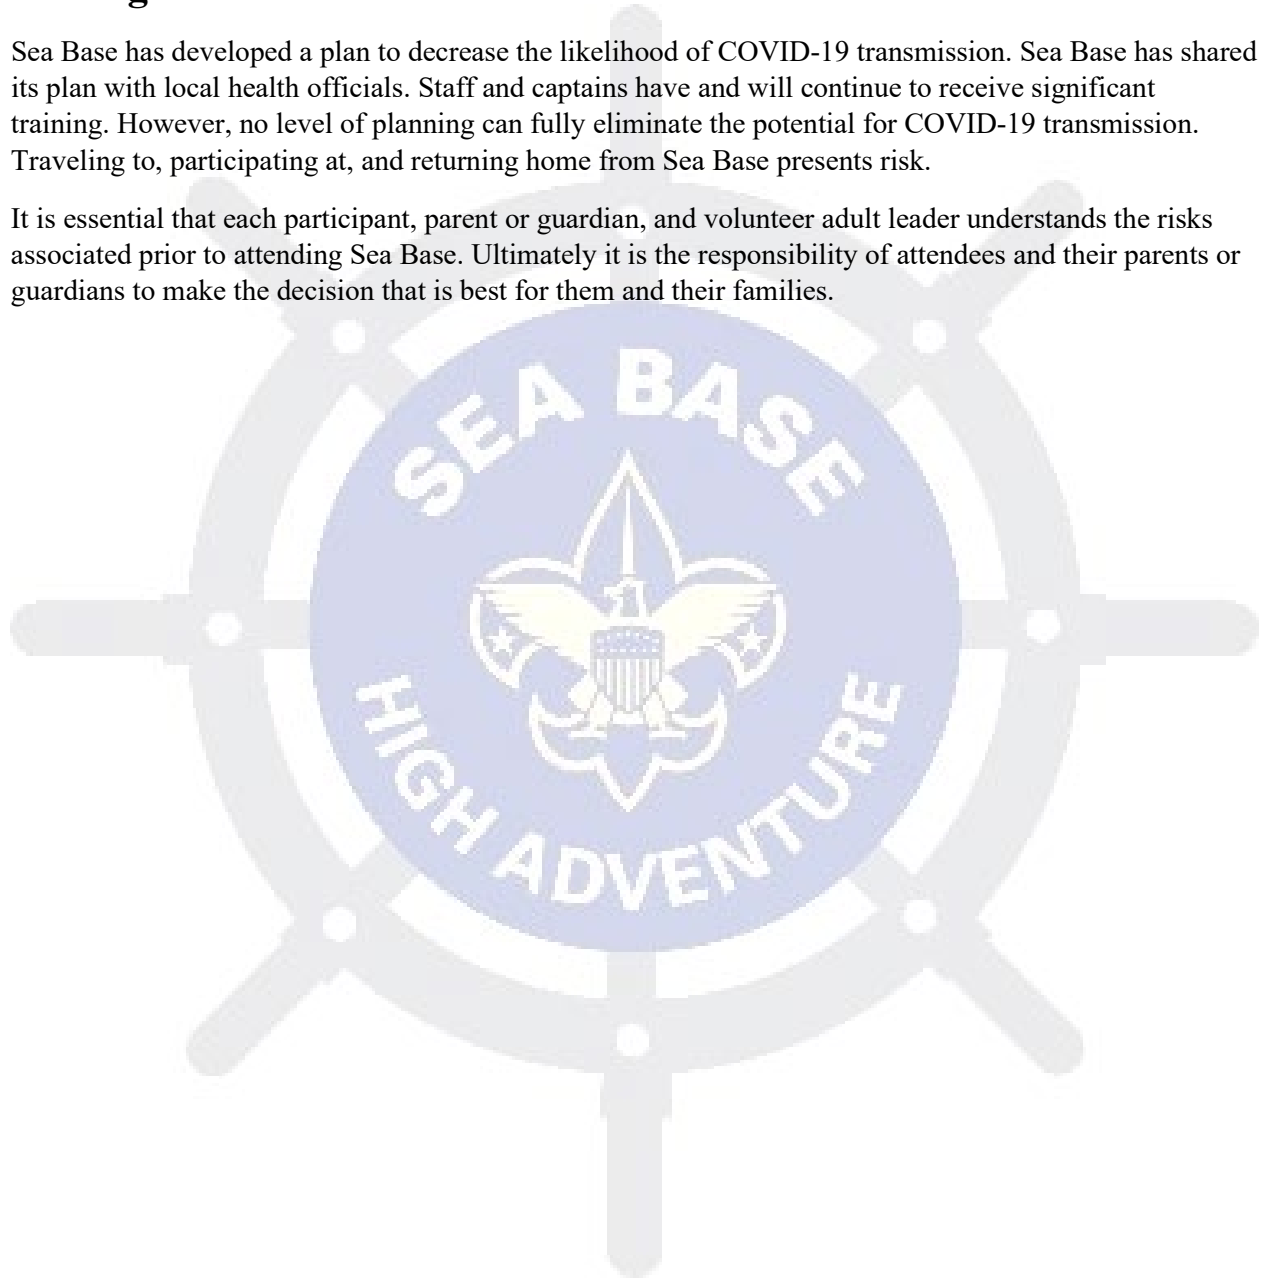 Sea Base has developed a plan to decrease the likelihood of COVID-19 transmission. Sea Base has shared
its plan with local health officials. Staff and captains have and will continue to receive significant
training. However, no level of planning can fully eliminate the potential for COVID-19 transmission.
Traveling to, participating at, and returning home from Sea Base presents risk.
It is essential that each participant, parent or guardian, and volunteer adult leader understands the risks
associated prior to attending Sea Base. Ultimately it is the responsibility of attendees and their parents or
guardians to make the decision that is best for them and their families.
SEA BASE
HIGH ADVENTURE